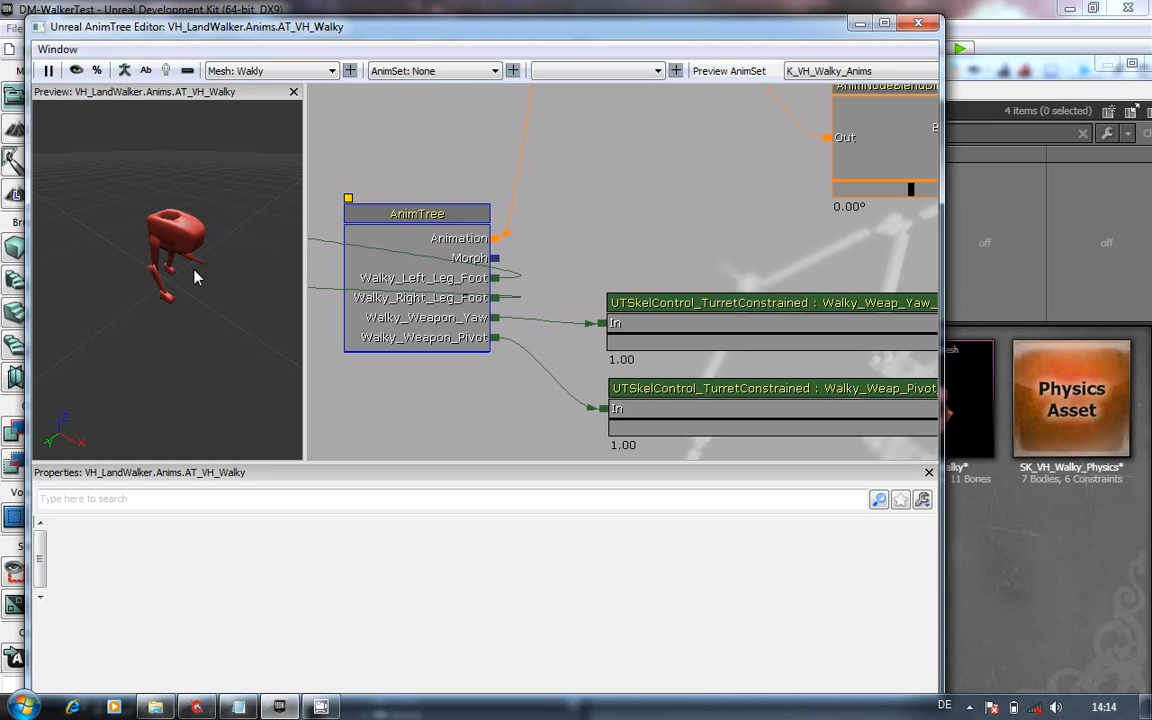 DM-WalkerTest - Unreal Development Kit (64-bit, DX9)
Unreal AnimTree Editor: VH_LandWalker.Anims.AT_VH_Walky
Window
Ab
Mesh: Wakly
AnimSet: None
Preview AnimSet
K_VH_Walky_Anims
Preview: VH_LandWalker.Anims.AT_VH_Walky
4 items (0 selected)
Out
0.00°
AnimTree
Animation
Morph
Walky_Left_Leg_Foot
Walky_Right_Leg_Foot
Walky_Weapon_Yaw
Walky_Weapon_Pivot
UTSkelControl_TurretConstrained : Walky_Weap_Yaw_
In
1.00
UTSkelControl_TurretConstrained : Walky_Weap_Pivot
In
1.00
off
off
Physics
Asset
SK_VH_Walky_Physics*
7 Bodies, 6 Constraints
11 Bones
Z
X
Y
Properties: VH_LandWalker.Anims.AT_VH_Walky
Type here to search
DE
14:14